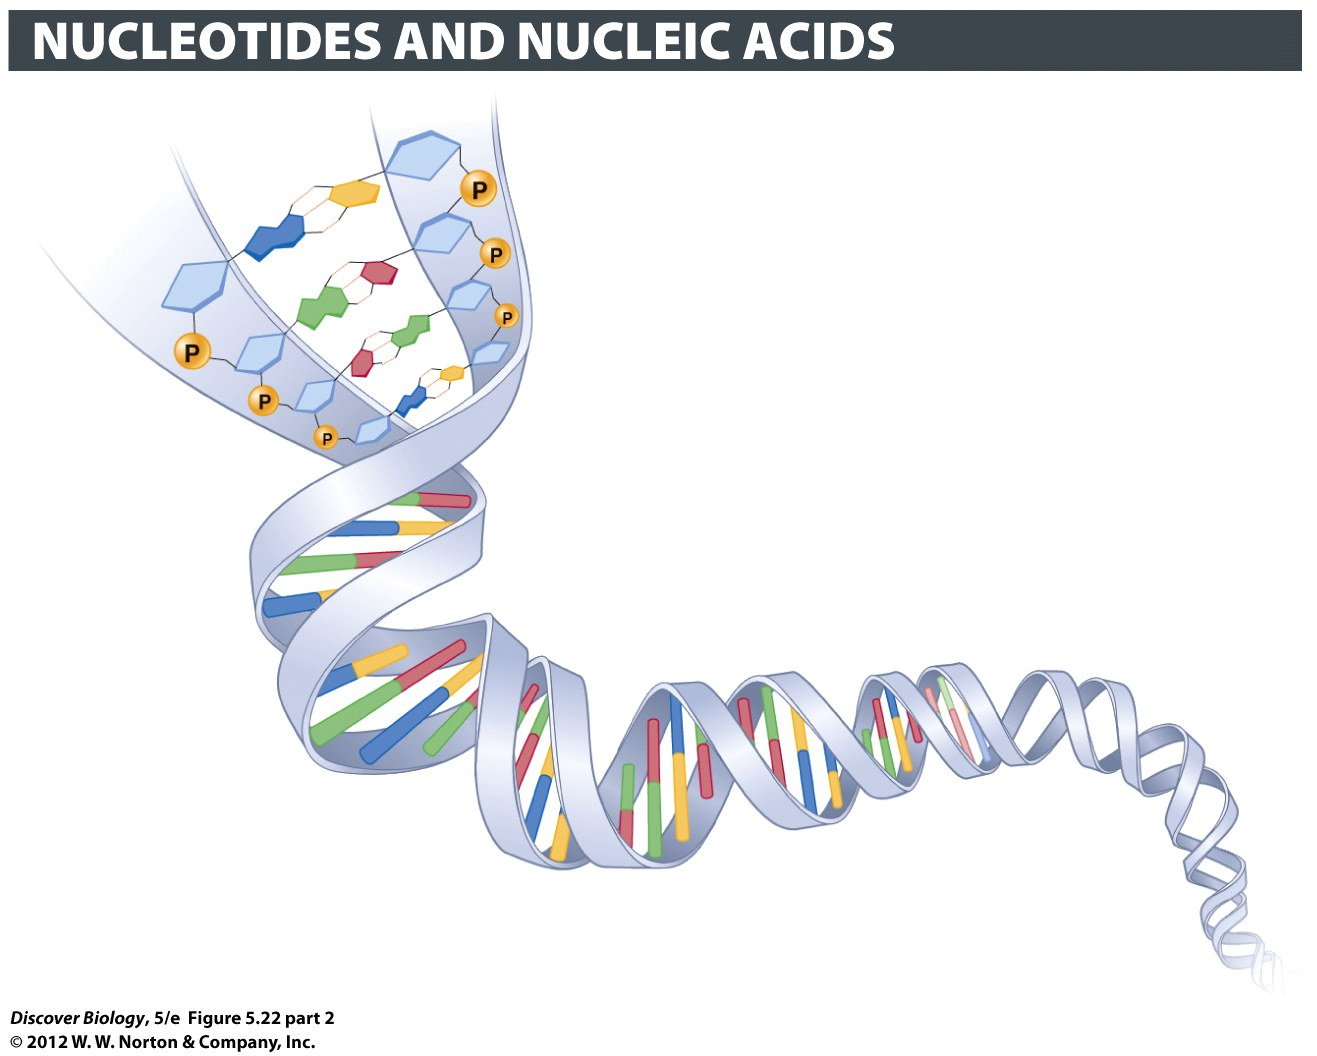 NUCLEOTIDES AND NUCLEIC ACIDS
P
P
P
P
P
P
Discover Biology, 5/e Figure 5.22 part 2
© 2012 W. W. Norton & Company, Inc.